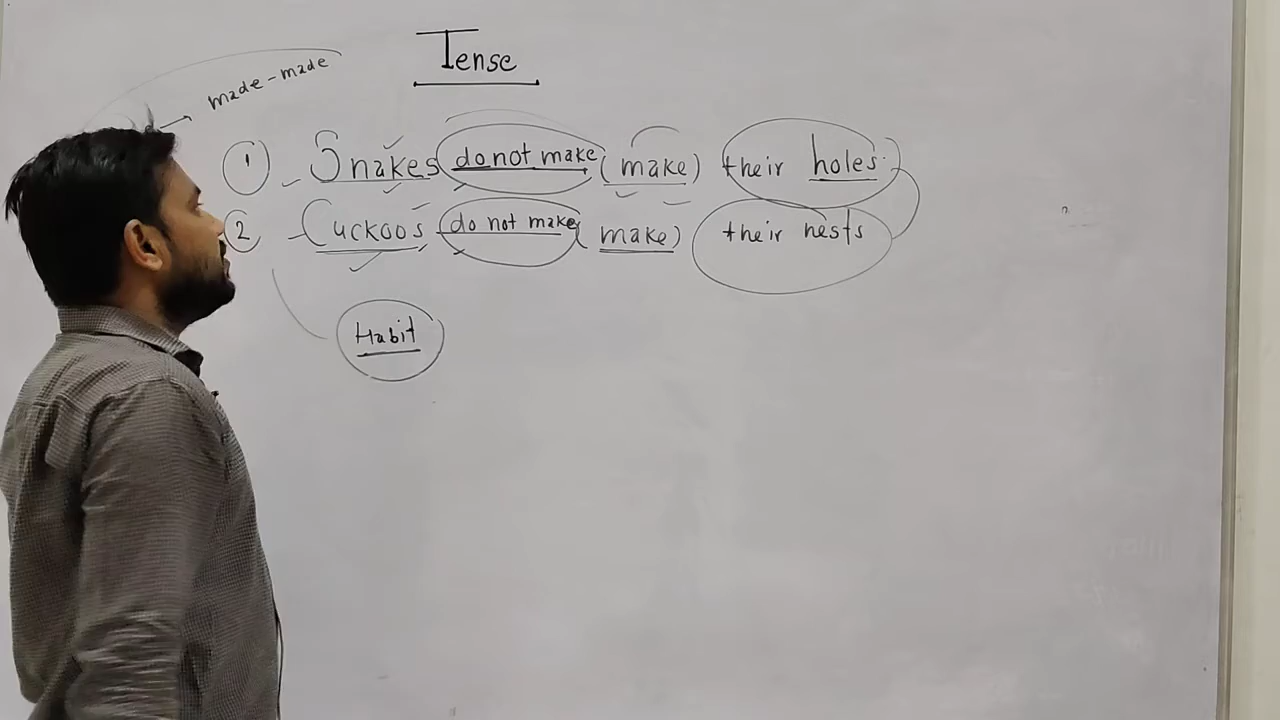 Tense
made - made
1 Snakes do not make (make) their holes.
2 Cuckoos do not make (make) their nests
Habit